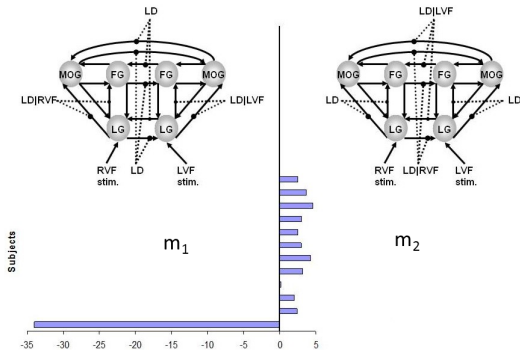 LD
LD|LVF
MOG FG FG MOG
MOG FG FG MOG
LD|RVF
LD|LVF
LD
LD
LG LG
LG LG
RVF stim.
LD
LVF stim.
RVF stim.
LD|RVF
LVF stim.
Subjects
m1
m2
-35 -30 -25 -20 -15 -10 -5 0 5